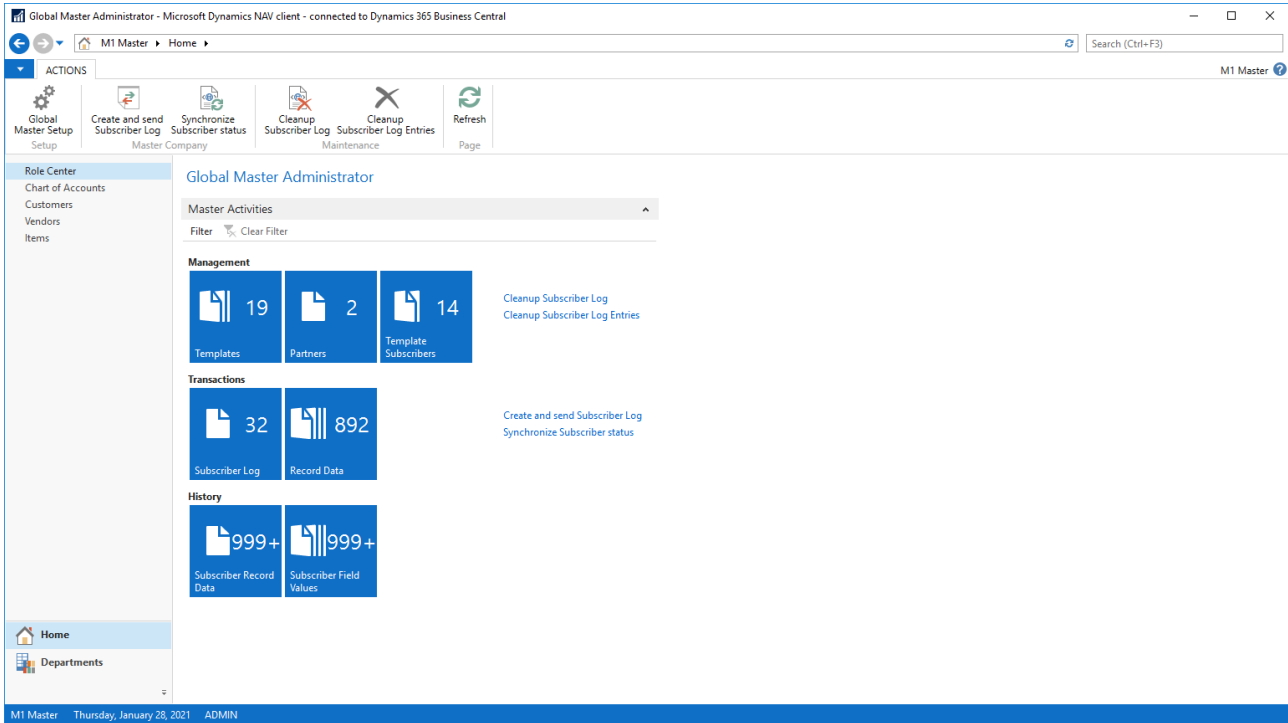 Global Master Administrator - Microsoft Dynamics NAV client - connected to Dynamics 365 Business Central
M1 Master
Home
Search (Ctrl+F3)
ACTIONS
M1 Master
Global
Master Setup
Create and send
Subscriber Log
Synchronize
Subscriber status
Cleanup
Subscriber Log
Cleanup
Subscriber Log Entries
Refresh
Setup
Master Company
Maintenance
Page
Role Center
Chart of Accounts
Customers
Vendors
Items
Home
Departments
Global Master Administrator
Master Activities
Filter
Clear Filter
Management
19
Templates
2
Partners
14
Template
Subscribers
Cleanup Subscriber Log
Cleanup Subscriber Log Entries
Transactions
32
Subscriber Log
892
Record Data
Create and send Subscriber Log
Synchronize Subscriber status
History
999+
Subscriber Record
Data
999+
Subscriber Field
Values
M1 Master
Thursday, January 28, 2021
ADMIN